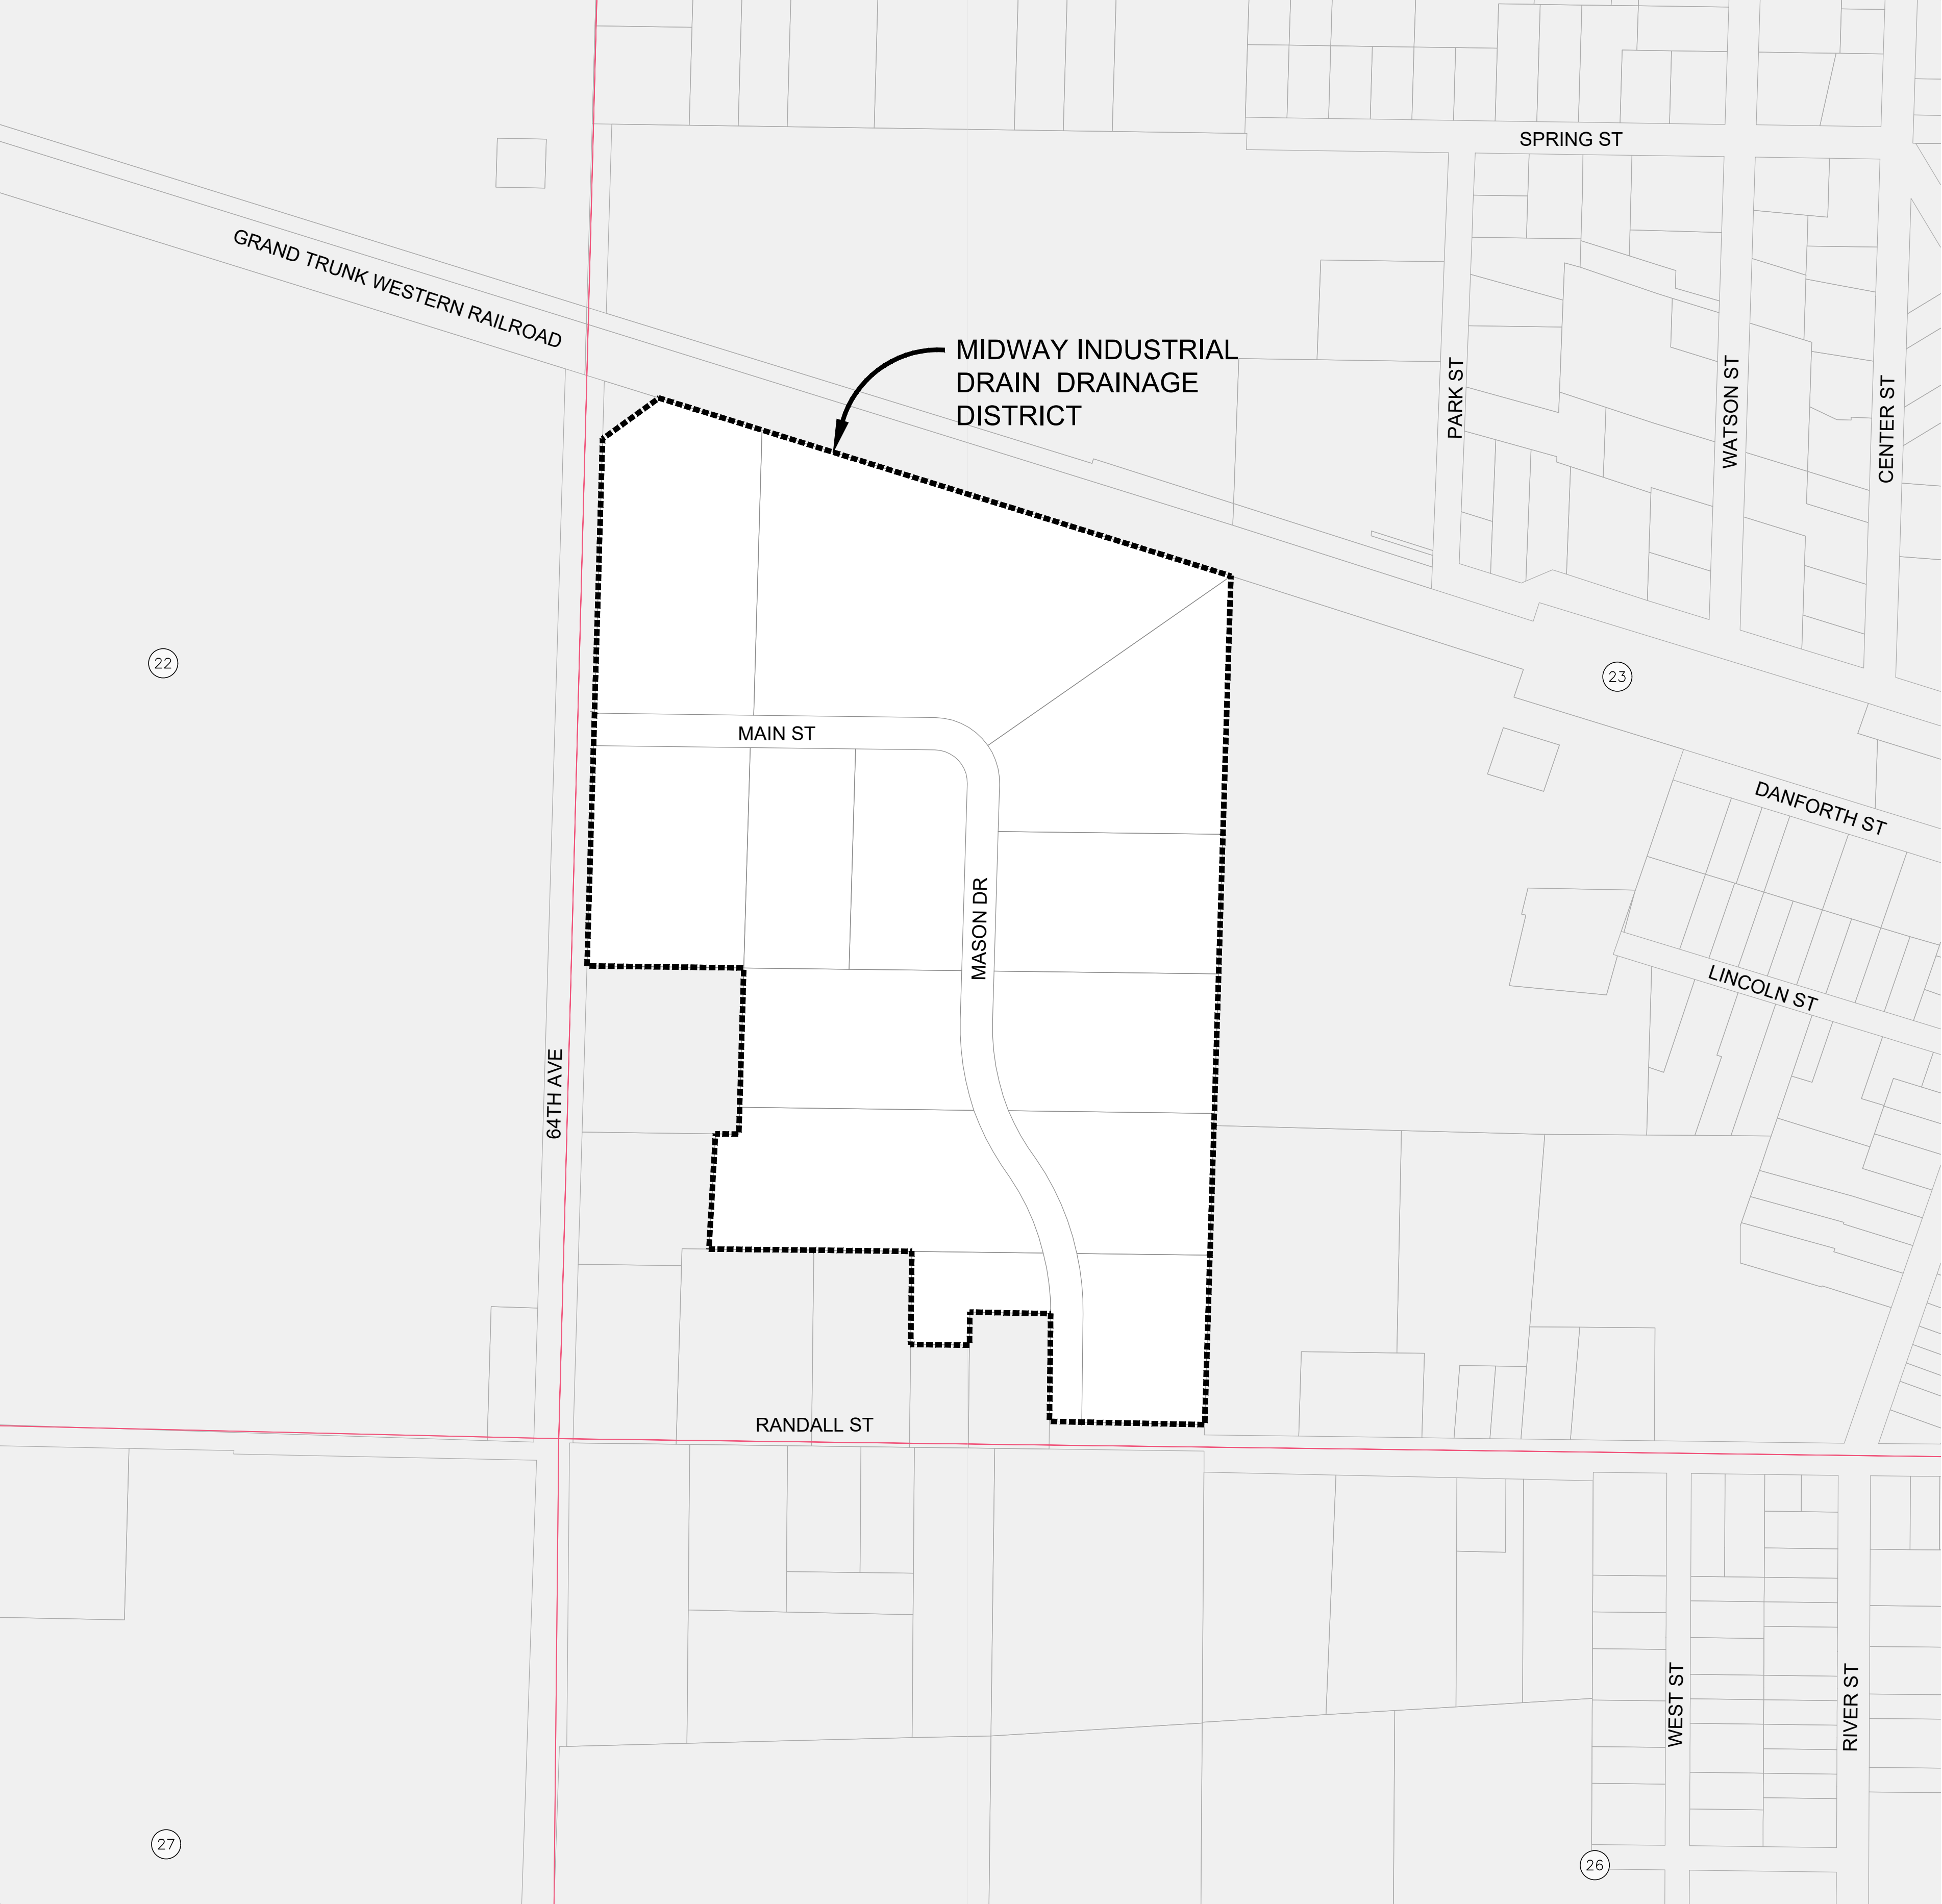 SPRING ST
GRAND TRUNK WESTERN RAILROAD
MIDWAY INDUSTRIAL
DRAIN  DRAINAGE
DISTRICT
PARK ST
WATSON ST
CENTER ST
22
23
MAIN ST
DANFORTH ST
MASON DR
LINCOLN ST
64TH AVE
RANDALL ST
WEST ST
RIVER ST
27
26